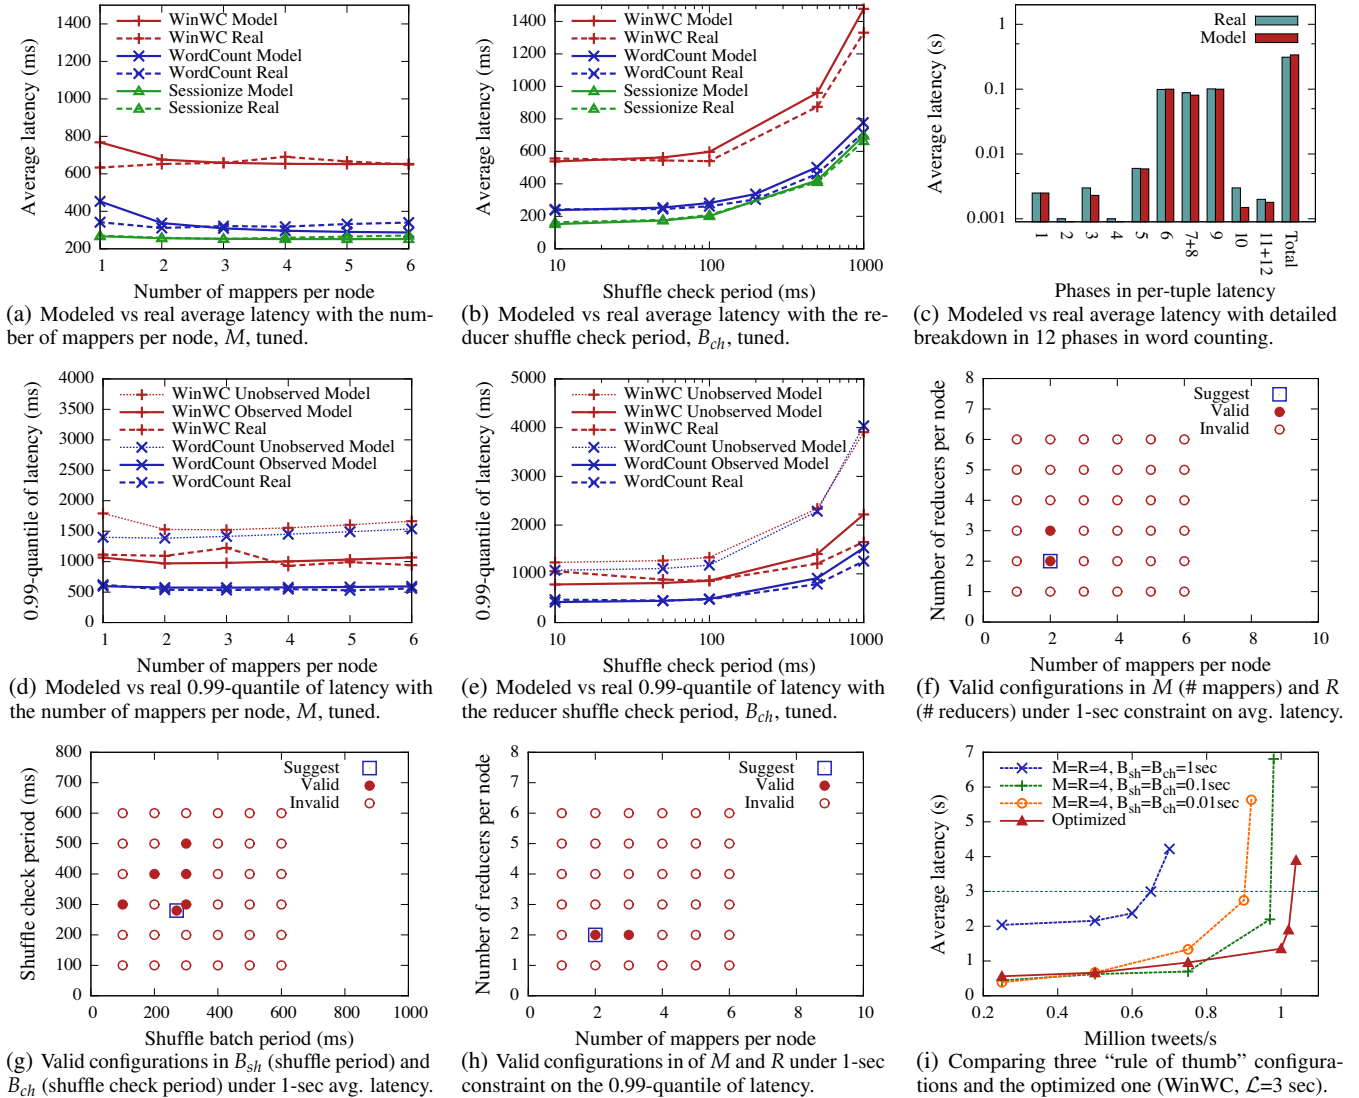 1400
1200
1000
800
600
400
200
Average latency (ms)
WinWC Model
WinWC Real
WordCount Model
WordCount Real
Sessionize Model
Sessionize Real
1 2 3 4 5 6
Number of mappers per node
(a) Modeled vs real average latency with the num-
ber of mappers per node, M, tuned.
1400
1200
1000
800
600
400
200
0
Average latency (ms)
WinWC Model
WinWC Real
WordCount Model
WordCount Real
Sessionize Model
Sessionize Real
10 100 1000
Shuffle check period (ms)
(b) Modeled vs real average latency with the re-
ducer shuffle check period, B_ch, tuned.
1
0.1
0.01
0.001
Average latency (s)
Real
Model
1 2 3 4 5 6 7+8 9 10 11+12 Total
Phases in per-tuple latency
(c) Modeled vs real average latency with detailed
breakdown in 12 phases in word counting.
4000
3500
3000
2500
2000
1500
1000
500
0
0.99-quantile of latency (ms)
WinWC Unobserved Model
WinWC Observed Model
WinWC Real
WordCount Unobserved Model
WordCount Observed Model
WordCount Real
1 2 3 4 5 6
Number of mappers per node
(d) Modeled vs real 0.99-quantile of latency with
the number of mappers per node, M, tuned.
5000
4000
3000
2000
1000
0
0.99-quantile of latency (ms)
WinWC Unobserved Model
WinWC Unobserved Model
WinWC Real
WordCount Unobserved Model
WordCount Observed Model
WordCount Real
10 100 1000
Shuffle check period (ms)
(e) Modeled vs real 0.99-quantile of latency with
the reducer shuffle check period, B_ch, tuned.
8
7
6
5
4
3
2
1
0
Number of reducers per node
Suggest
Valid
Invalid
0 2 4 6 8 10
Number of mappers per node
(f) Valid configurations in M (# mappers) and R
(# reducers) under 1-sec constraint on avg. latency.
800
700
600
500
400
300
200
100
0
Shuffle check period (ms)
Suggest
Valid
Invalid
0 200 400 600 800 1000
Shuffle batch period (ms)
(g) Valid configurations in B_sh (shuffle period) and
B_ch (shuffle check period) under 1-sec avg. latency.
8
7
6
5
4
3
2
1
0
Number of reducers per node
Suggest
Valid
Invalid
0 2 4 6 8 10
Number of mappers per node
(h) Valid configurations in of M and R under 1-sec
constraint on the 0.99-quantile of latency.
7
6
5
4
3
2
1
0
Average latency (s)
M=R=4, B_sh=B_ch=1sec
M=R=4, B_sh=B_ch=0.1sec
M=R=4, B_sh=B_ch=0.01sec
Optimized
0.2 0.4 0.6 0.8 1
Million tweets/s
(i) Comparing three “rule of thumb” configura-
tions and the optimized one (WinWC, ℒ=3 sec).